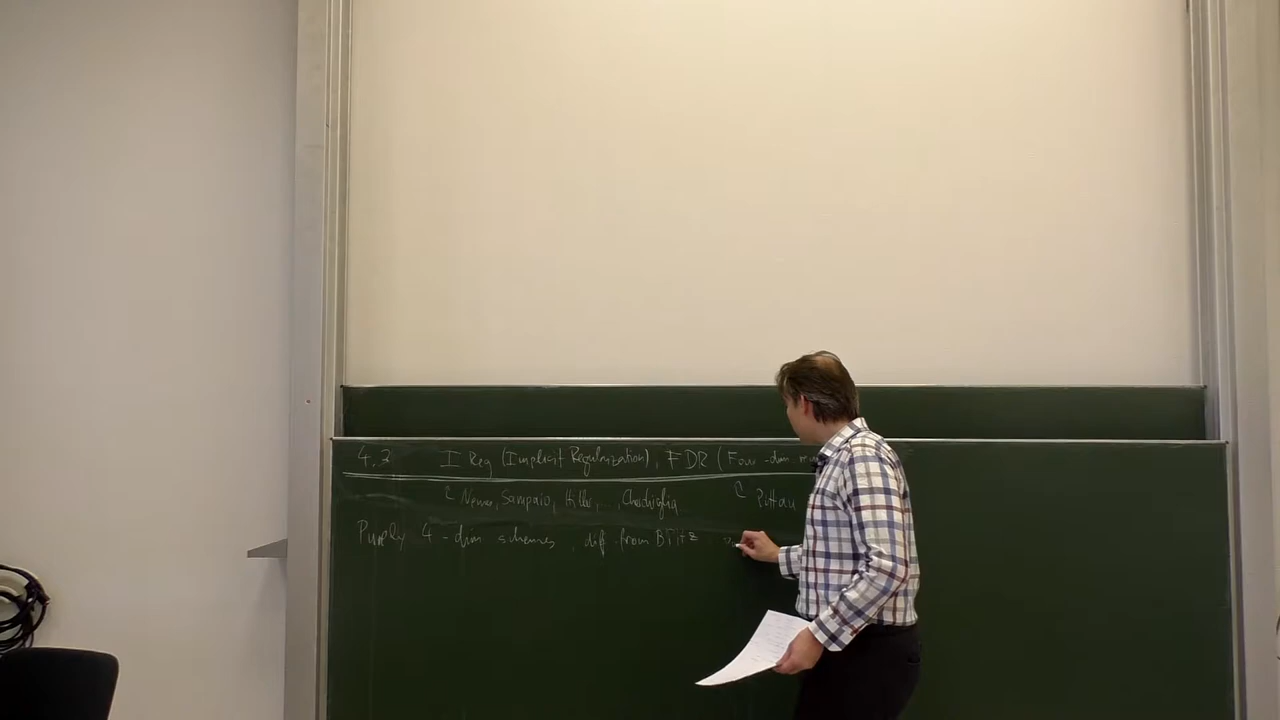 4.3 I Reg (Implicit Regularization), FDR (Four-dim
Nemes, Sampaio, Hiller, ..., Cherchiglia Pittau
Purely 4-dim schemes, dif. from BPHZ